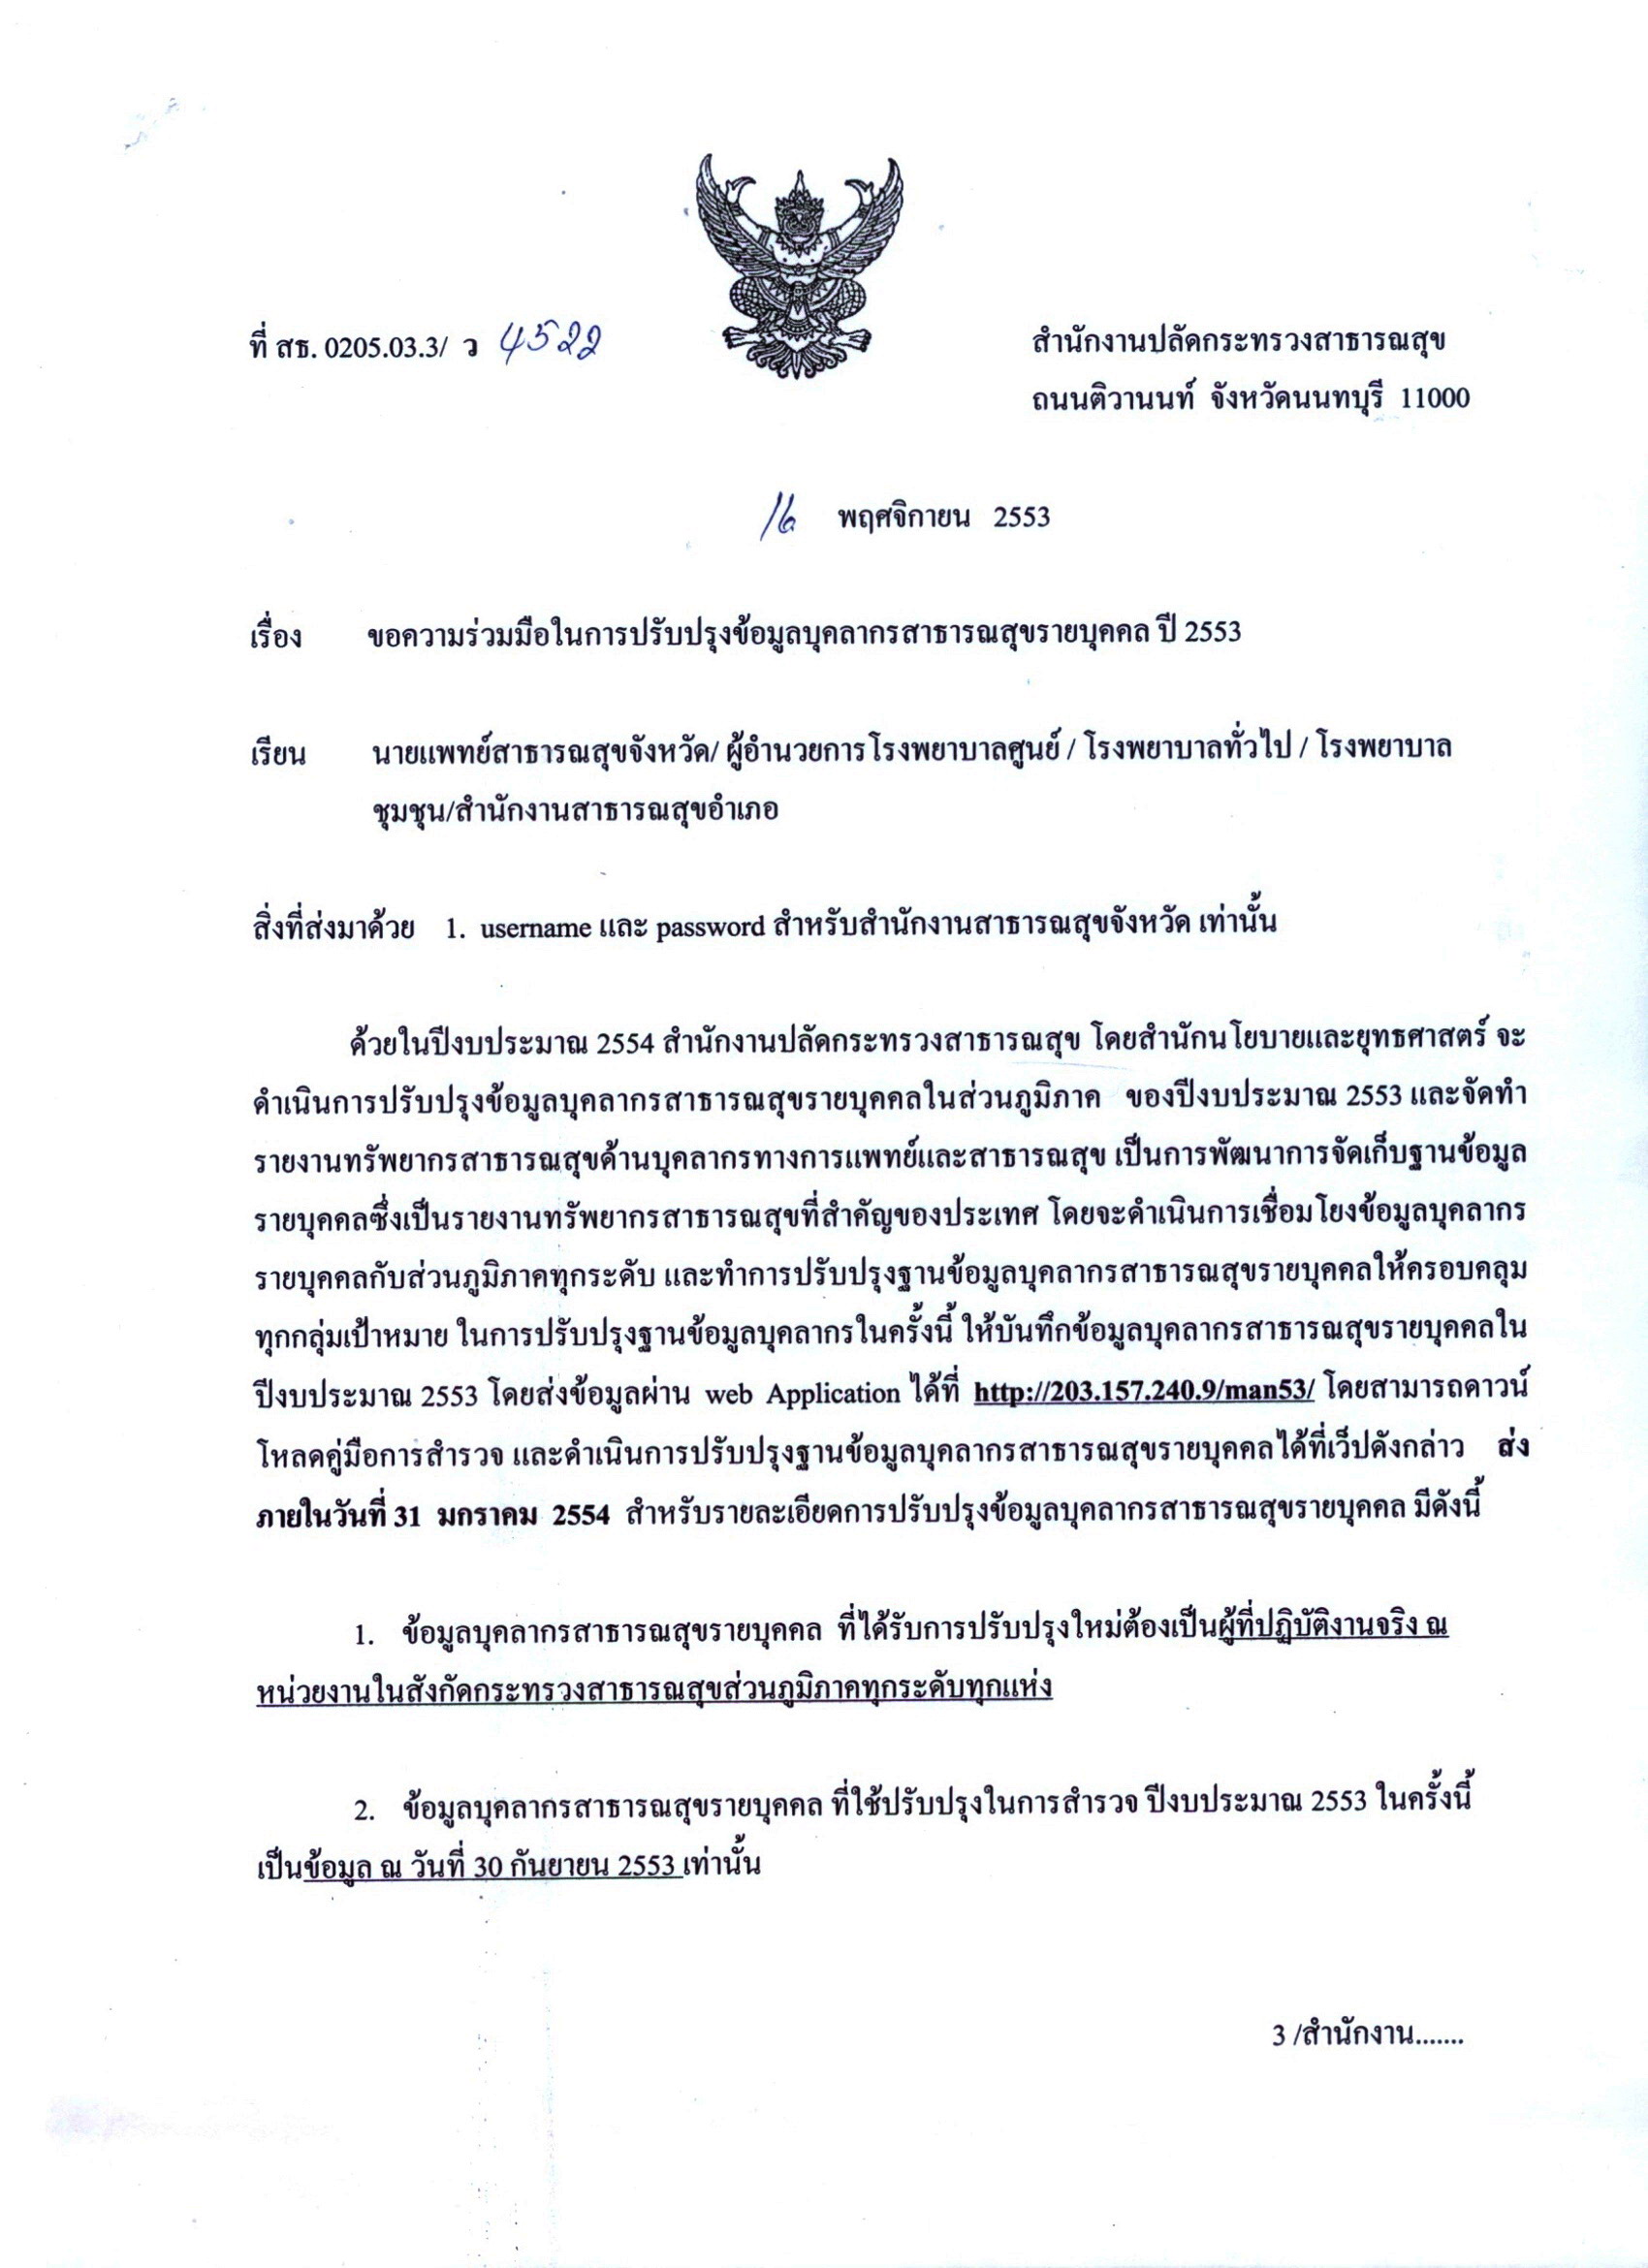 ที่ สธ. 0205.03.3/ ว 4522
สำนักงานปลัดกระทรวงสาธารณสุข
ถนนติวานนท์ จังหวัดนนทบุรี 11000
16 พฤศจิกายน 2553
เรื่อง ขอความร่วมมือในการปรับปรุงข้อมูลบุคลากรสาธารณสุขรายบุคคล ปี 2553
เรียน นายแพทย์สาธารณสุขจังหวัด/ ผู้อำนวยการโรงพยาบาลศูนย์ / โรงพยาบาลทั่วไป / โรงพยาบาล
ชุมชุน/สำนักงานสาธารณสุขอำเภอ
สิ่งที่ส่งมาด้วย 1. username และ password สำหรับสำนักงานสาธารณสุขจังหวัด เท่านั้น
ด้วยในปีงบประมาณ 2554 สำนักงานปลัดกระทรวงสาธารณสุข โดยสำนักนโยบายและยุทธศาสตร์ จะ
ดำเนินการปรับปรุงข้อมูลบุคลากรสาธารณสุขรายบุคคลในส่วนภูมิภาค ของปีงบประมาณ 2553 และจัดทำ
รายงานทรัพยากรสาธารณสุขด้านบุคลากรทางการแพทย์และสาธารณสุข เป็นการพัฒนาการจัดเก็บฐานข้อมูล
รายบุคคลซึ่งเป็นรายงานทรัพยากรสาธารณสุขที่สำคัญของประเทศ โดยจะดำเนินการเชื่อมโยงข้อมูลบุคลากร
รายบุคคลกับส่วนภูมิภาคทุกระดับ และทำการปรับปรุงฐานข้อมูลบุคลากรสาธารณสุขรายบุคคลให้ครอบคลุม
ทุกกลุ่มเป้าหมาย ในการปรับปรุงฐานข้อมูลบุคลากรในครั้งนี้ ให้บันทึกข้อมูลบุคลากรสาธารณสุขรายบุคคลใน
ปีงบประมาณ 2553 โดยส่งข้อมูลผ่าน web Application ได้ที่ http://203.157.240.9/man53/ โดยสามารถดาวน์
โหลดคู่มือการสำรวจ และดำเนินการปรับปรุงฐานข้อมูลบุคลากรสาธารณสุขรายบุคคลได้ที่เว็ปดังกล่าว ส่ง
ภายในวันที่ 31 มกราคม 2554 สำหรับรายละเอียดการปรับปรุงข้อมูลบุคลากรสาธารณสุขรายบุคคล มีดังนี้
1. ข้อมูลบุคลากรสาธารณสุขรายบุคคล ที่ได้รับการปรับปรุงใหม่ต้องเป็นผู้ที่ปฏิบัติงานจริง ณ
หน่วยงานในสังกัดกระทรวงสาธารณสุขส่วนภูมิภาคทุกระดับทุกแห่ง
2. ข้อมูลบุคลากรสาธารณสุขรายบุคคล ที่ใช้ปรับปรุงในการสำรวจ ปีงบประมาณ 2553 ในครั้งนี้
เป็นข้อมูล ณ วันที่ 30 กันยายน 2553 เท่านั้น
3 /สำนักงาน.......